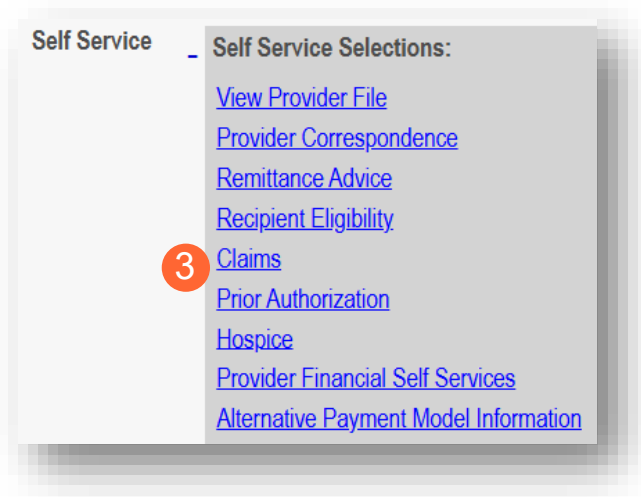 Self Service - Self Service Selections:
View Provider File
Provider Correspondence
Remittance Advice
Recipient Eligibility
3 Claims
Prior Authorization
Hospice
Provider Financial Self Services
Alternative Payment Model Information